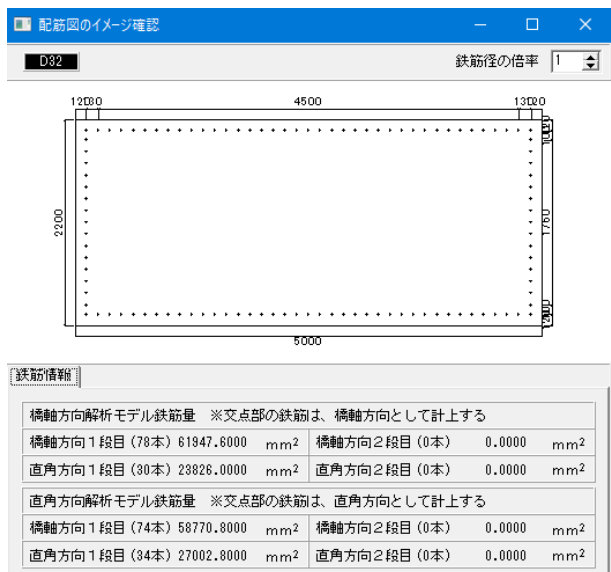 配筋図のイメージ確認
D32
鉄筋径の倍率 1
4500
2200
1760
5000
鉄筋情報
橋軸方向解析モデル鉄筋量 ※交点部の鉄筋は、橋軸方向として計上する
橋軸方向1段目(78本) 61947.6000 mm2 橋軸方向2段目(0本) 0.0000 mm2
直角方向1段目(30本) 23826.0000 mm2 直角方向2段目(0本) 0.0000 mm2
直角方向解析モデル鉄筋量 ※交点部の鉄筋は、直角方向として計上する
橋軸方向1段目(74本) 58770.8000 mm2 橋軸方向2段目(0本) 0.0000 mm2
直角方向1段目(34本) 27002.8000 mm2 直角方向2段目(0本) 0.0000 mm2